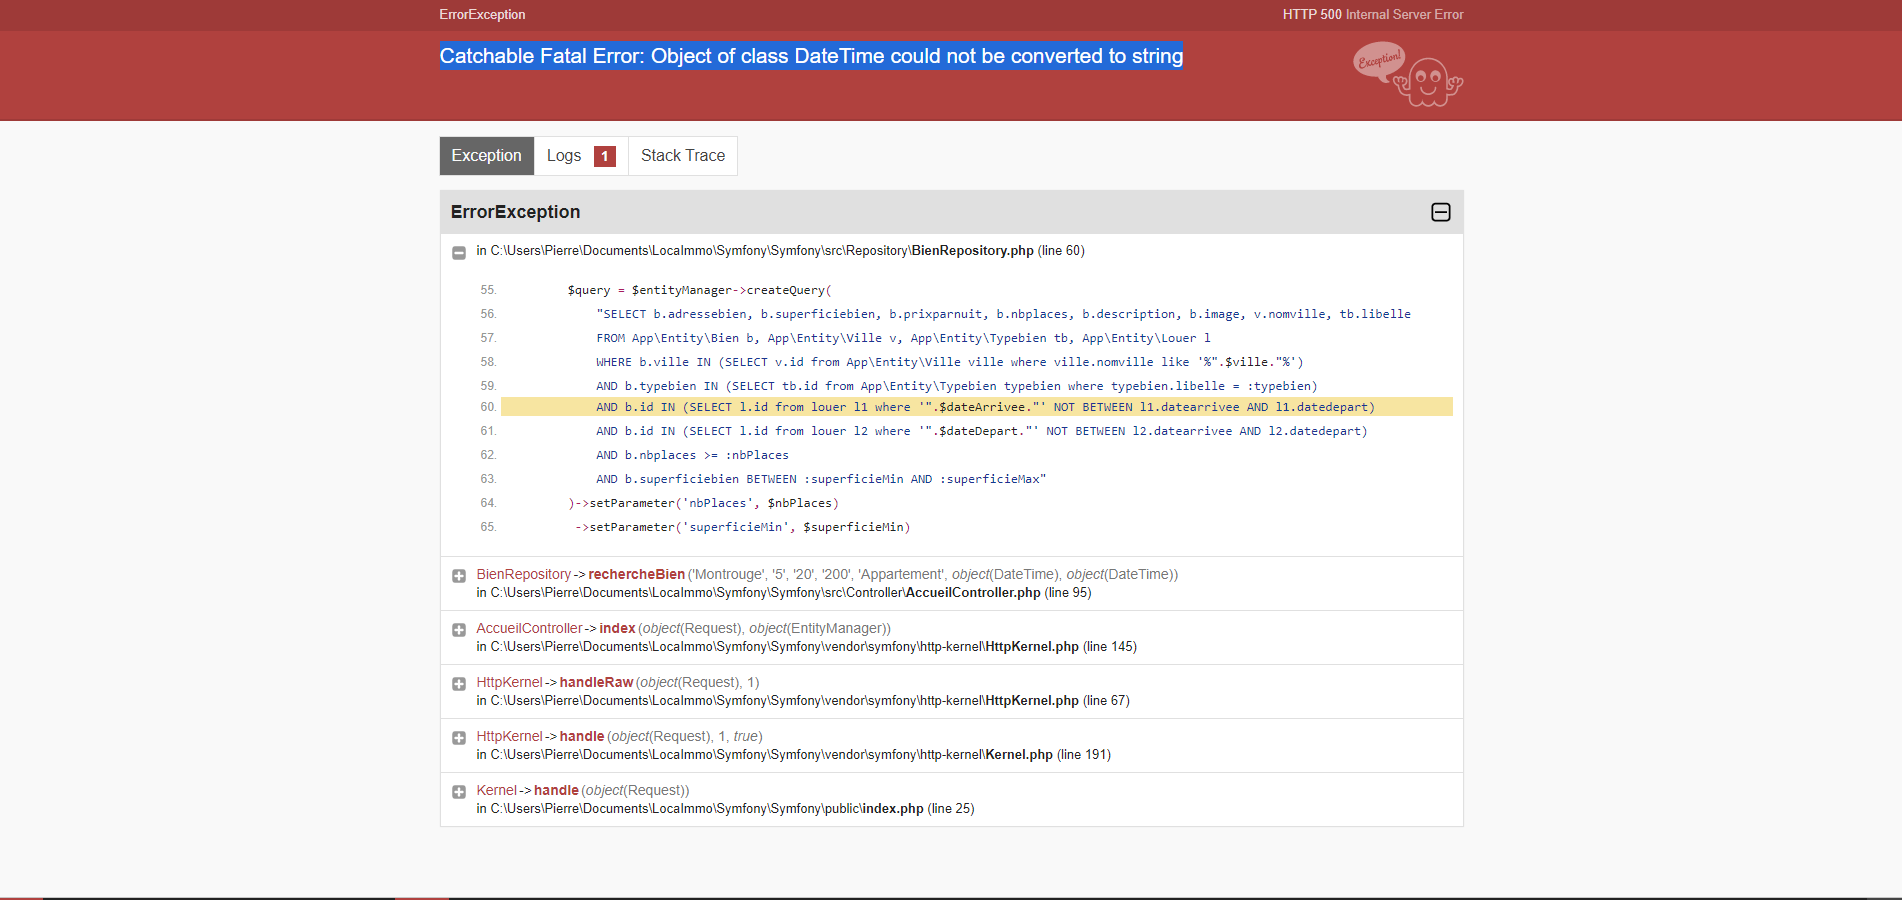 ErrorException
HTTP 500 Internal Server Error
Catchable Fatal Error: Object of class DateTime could not be converted to string
Exception!
Exception
Logs 1
Stack Trace
ErrorException
in C:\Users\Pierre\Documents\LocaImmo\Symfony\Symfony\src\Repository\BienRepository.php (line 60)
55. $query = $entityManager->createQuery(
56. "SELECT b.adressebien, b.superficiebien, b.prixparnuit, b.nbplaces, b.description, b.image, v.nomville, tb.libelle
57. FROM App\Entity\Bien b, App\Entity\Ville v, App\Entity\Typebien tb, App\Entity\Louer l
58. WHERE b.ville IN (SELECT v.id from App\Entity\Ville ville where ville.nomville like '%".$ville."%')
59. AND b.typebien IN (SELECT tb.id from App\Entity\Typebien typebien where typebien.libelle = :typebien)
60. AND b.id IN (SELECT l.id from louer l1 where '".$dateArrivee."' NOT BETWEEN l1.datearrivee AND l1.datedepart)
61. AND b.id IN (SELECT l.id from louer l2 where '".$dateDepart."' NOT BETWEEN l2.datearrivee AND l2.datedepart)
62. AND b.nbplaces >= :nbPlaces
63. AND b.superficiebien BETWEEN :superficieMin AND :superficieMax"
64. )->setParameter('nbPlaces', $nbPlaces)
65. ->setParameter('superficieMin', $superficieMin)
BienRepository->rechercheBien('Montrouge', '5', '20', '200', 'Appartement', object(DateTime), object(DateTime))
in C:\Users\Pierre\Documents\LocaImmo\Symfony\Symfony\src\Controller\AccueilController.php (line 95)
AccueilController->index(object(Request), object(EntityManager))
in C:\Users\Pierre\Documents\LocaImmo\Symfony\Symfony\vendor\symfony\http-kernel\HttpKernel.php (line 145)
HttpKernel->handleRaw(object(Request), 1)
in C:\Users\Pierre\Documents\LocaImmo\Symfony\Symfony\vendor\symfony\http-kernel\HttpKernel.php (line 67)
HttpKernel->handle(object(Request), 1, true)
in C:\Users\Pierre\Documents\LocaImmo\Symfony\Symfony\vendor\symfony\http-kernel\Kernel.php (line 191)
Kernel->handle(object(Request))
in C:\Users\Pierre\Documents\LocaImmo\Symfony\Symfony\public\index.php (line 25)